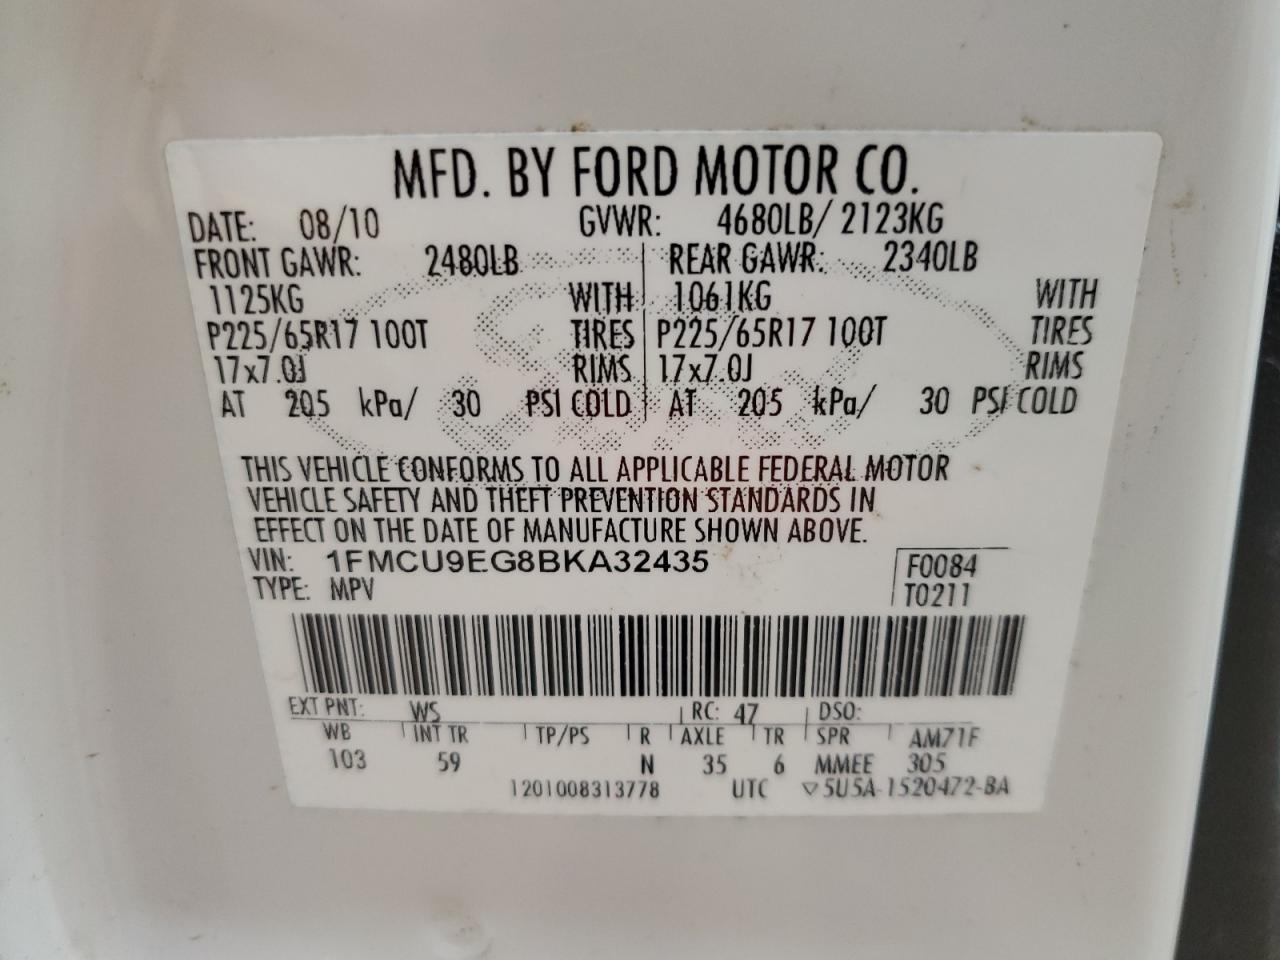 MFD. BY FORD MOTOR CO.
DATE: 08/10 GVWR: 4680LB/ 2123KG
FRONT GAWR: 2480LB REAR GAWR: 2340LB
1125KG WITH 1061KG WITH
P225/65R17 100T TIRES P225/65R17 100T TIRES
17x7.0J RIMS 17x7.0J RIMS
AT 205 kPa/ 30 PSI COLD AT 205 kPa/ 30 PSI COLD
THIS VEHICLE CONFORMS TO ALL APPLICABLE FEDERAL MOTOR
VEHICLE SAFETY AND THEFT PREVENTION STANDARDS IN
EFFECT ON THE DATE OF MANUFACTURE SHOWN ABOVE.
VIN: 1FMCU9EG8BKA32435 F0084
TYPE: MPV T0211
EXT PNT: WS RC: 47 DSO:
WB INT TR TP/PS R AXLE TR SPR AM71F
103 59 N 35 6 MMEE 305
1201008313778 UTC ▽5U5A-1520472-BA